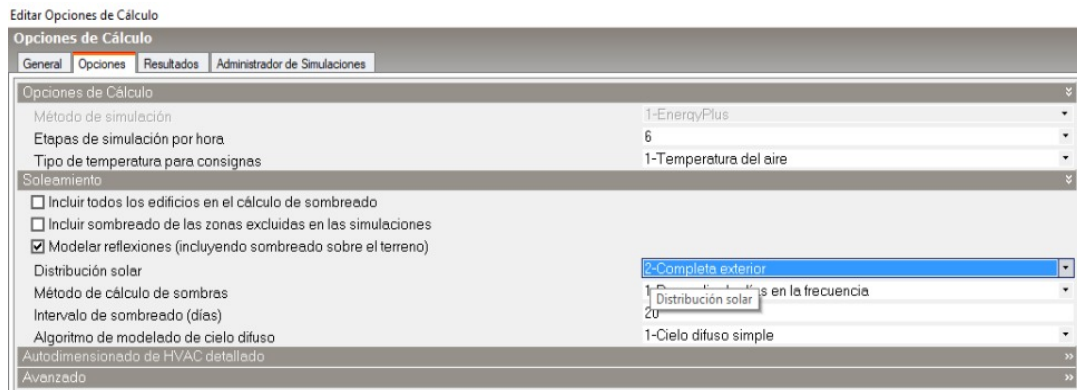 Editar Opciones de Cálculo
Opciones de Cálculo
General Opciones Resultados Administrador de Simulaciones
Opciones de Cálculo
Método de simulación 1-EnergyPlus
Etapas de simulación por hora 6
Tipo de temperatura para consignas 1-Temperatura del aire
Soleamiento
Incluir todos los edificios en el cálculo de sombreado
Incluir sombreado de las zonas excluidas en las simulaciones
Modelar reflexiones (incluyendo sombreado sobre el terreno)
Distribución solar 2-Completa exterior
Método de cálculo de sombras en la frecuencia
Distribución solar
Intervalo de sombreado (días) 20
Algoritmo de modelado de cielo difuso 1-Cielo difuso simple
Autodimensionado de HVAC detallado
Avanzado